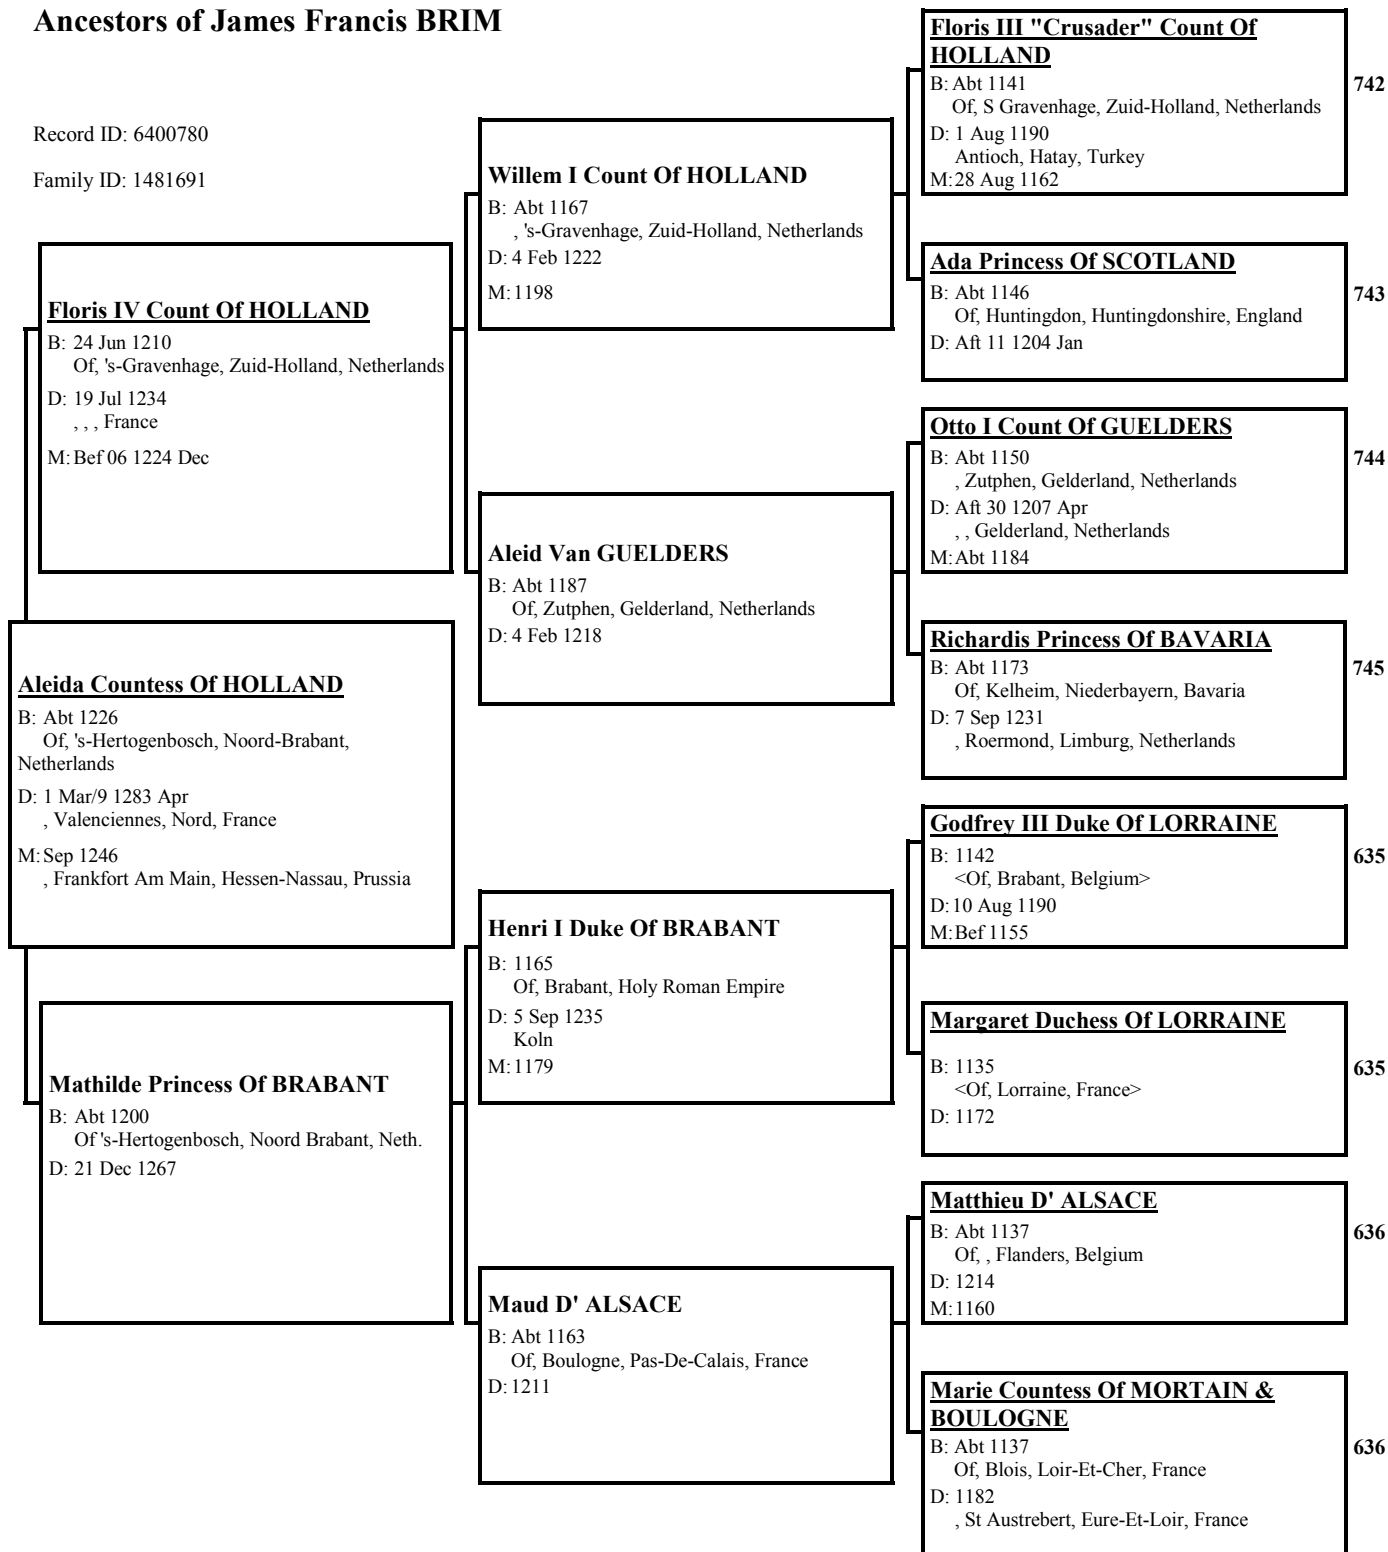 Ancestors of James Francis BRIM
Record ID: 6400780
Family ID: 1481691
Floris IV Count Of HOLLAND
B: 24 Jun 1210
Of, 's-Gravenhage, Zuid-Holland, Netherlands
D: 19 Jul 1234
, , , France
M: Bef 06 1224 Dec
Aleida Countess Of HOLLAND
B: Abt 1226
Of, 's-Hertogenbosch, Noord-Brabant,
Netherlands
D: 1 Mar/9 1283 Apr
, Valenciennes, Nord, France
M: Sep 1246
, Frankfort Am Main, Hessen-Nassau, Prussia
Mathilde Princess Of BRABANT
B: Abt 1200
Of 's-Hertogenbosch, Noord Brabant, Neth.
D: 21 Dec 1267
Willem I Count Of HOLLAND
B: Abt 1167
, 's-Gravenhage, Zuid-Holland, Netherlands
D: 4 Feb 1222
M: 1198
Aleid Van GUELDERS
B: Abt 1187
Of, Zutphen, Gelderland, Netherlands
D: 4 Feb 1218
Henri I Duke Of BRABANT
B: 1165
Of, Brabant, Holy Roman Empire
D: 5 Sep 1235
Koln
M: 1179
Maud D' ALSACE
B: Abt 1163
Of, Boulogne, Pas-De-Calais, France
D: 1211
Floris III "Crusader" Count Of
HOLLAND
B: Abt 1141
Of, S Gravenhage, Zuid-Holland, Netherlands
D: 1 Aug 1190
Antioch, Hatay, Turkey
M: 28 Aug 1162
742
Ada Princess Of SCOTLAND
B: Abt 1146
Of, Huntingdon, Huntingdonshire, England
D: Aft 11 1204 Jan
743
Otto I Count Of GUELDERS
B: Abt 1150
, Zutphen, Gelderland, Netherlands
D: Aft 30 1207 Apr
, , Gelderland, Netherlands
M: Abt 1184
744
Richardis Princess Of BAVARIA
B: Abt 1173
Of, Kelheim, Niederbayern, Bavaria
D: 7 Sep 1231
, Roermond, Limburg, Netherlands
745
Godfrey III Duke Of LORRAINE
B: 1142
<Of, Brabant, Belgium>
D: 10 Aug 1190
M: Bef 1155
635
Margaret Duchess Of LORRAINE
B: 1135
<Of, Lorraine, France>
D: 1172
635
Matthieu D' ALSACE
B: Abt 1137
Of, , Flanders, Belgium
D: 1214
M: 1160
636
Marie Countess Of MORTAIN &
BOULOGNE
B: Abt 1137
Of, Blois, Loir-Et-Cher, France
D: 1182
, St Austrebert, Eure-Et-Loir, France
636